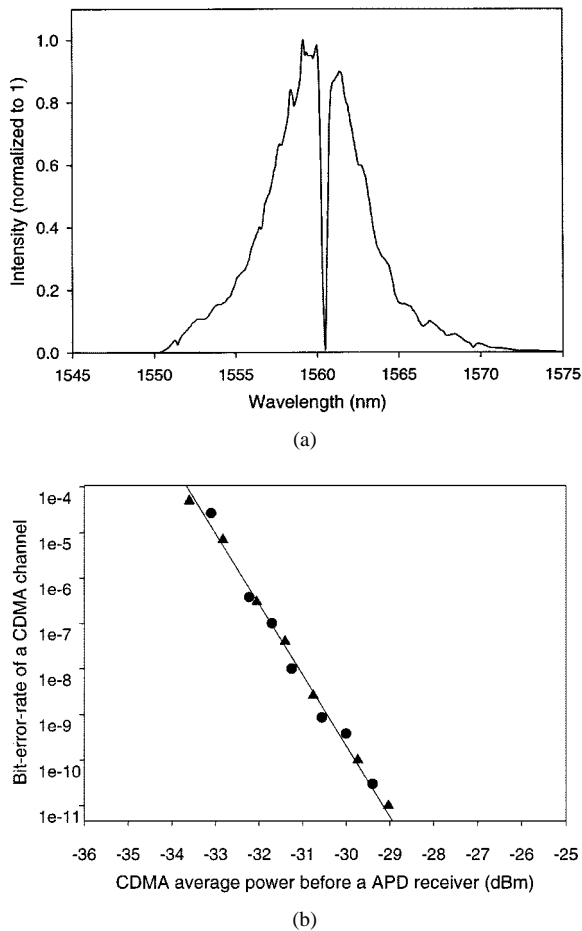 1.0
0.8
0.6
0.4
0.2
0.0
Intensity (normalized to 1)
1545 1550 1555 1560 1565 1570 1575
Wavelength (nm)
(a)
1e-4
1e-5
1e-6
1e-7
1e-8
1e-9
1e-10
1e-11
Bit-error-rate of a CDMA channel
-36 -35 -34 -33 -32 -31 -30 -29 -28 -27 -26 -25
CDMA average power before a APD receiver (dBm)
(b)